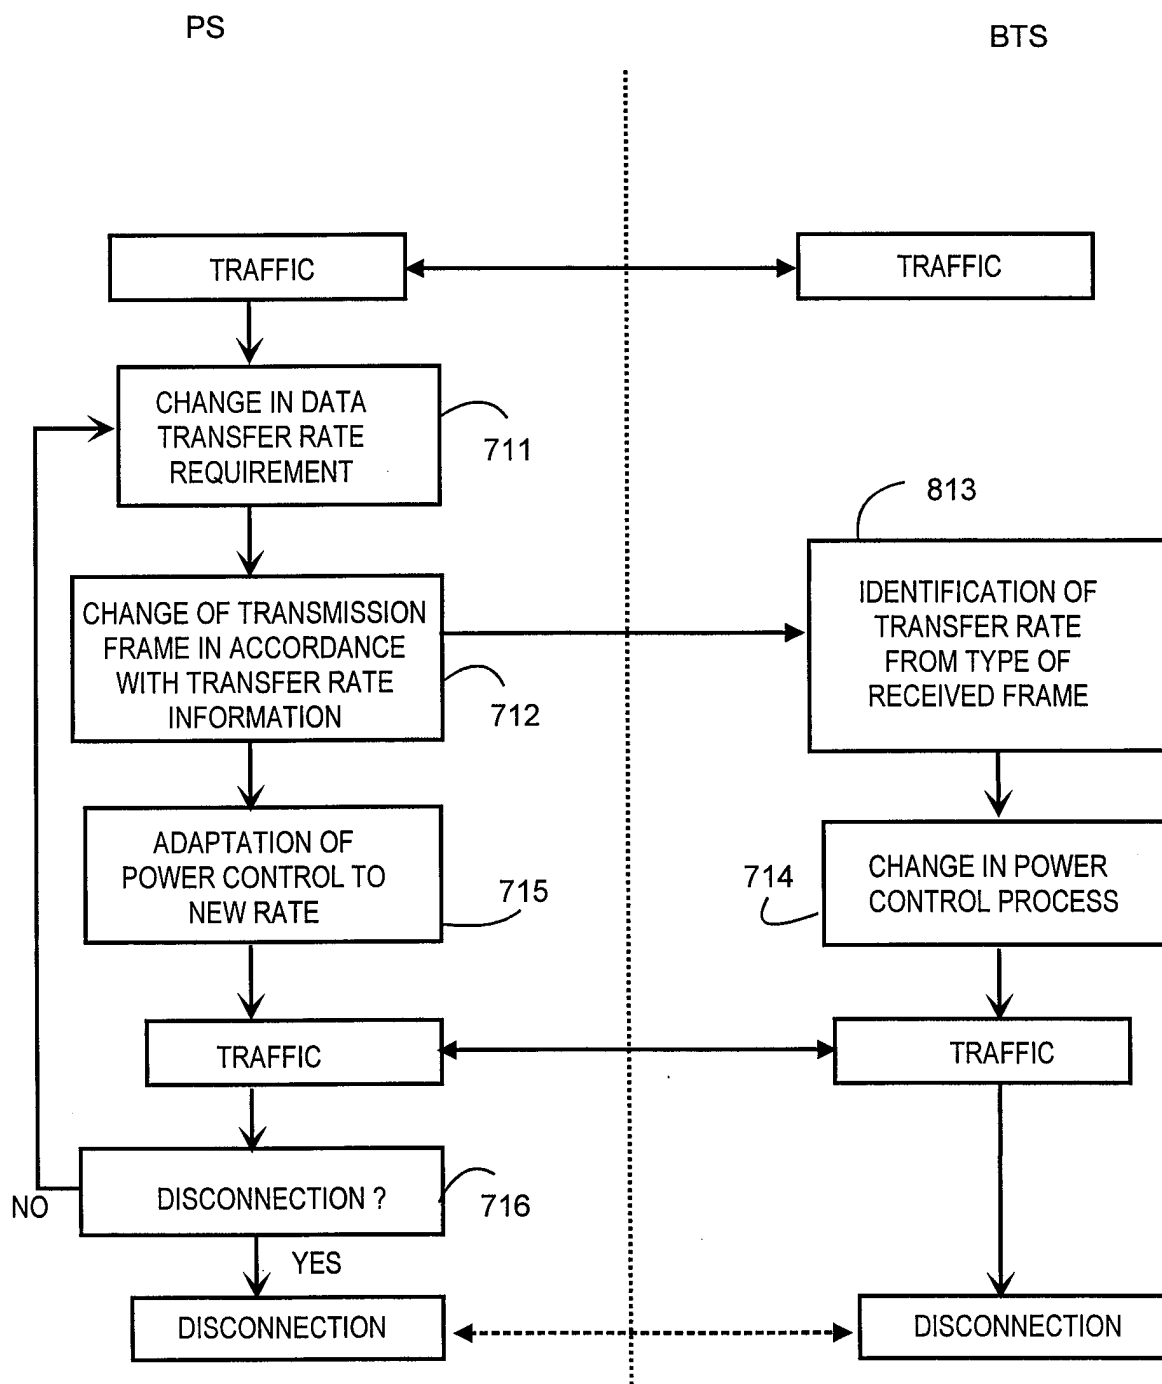 PS
BTS
TRAFFIC
TRAFFIC
CHANGE IN DATA
TRANSFER RATE
REQUIREMENT
711
813
CHANGE OF TRANSMISSION
FRAME IN ACCORDANCE
WITH TRANSFER RATE
INFORMATION
712
IDENTIFICATION OF
TRANSFER RATE
FROM TYPE OF
RECEIVED FRAME
ADAPTATION OF
POWER CONTROL TO
NEW RATE
715
714
CHANGE IN POWER
CONTROL PROCESS
TRAFFIC
TRAFFIC
DISCONNECTION ?
716
NO
YES
DISCONNECTION
DISCONNECTION